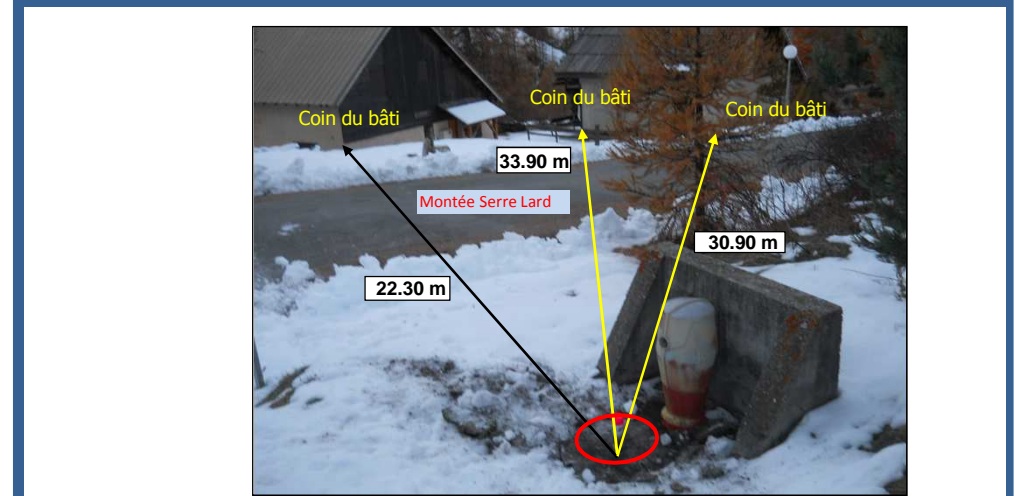 Coin du bâti
Coin du bâti
Coin du bâti
33.90 m
Montée Serre Lard
30.90 m
22.30 m